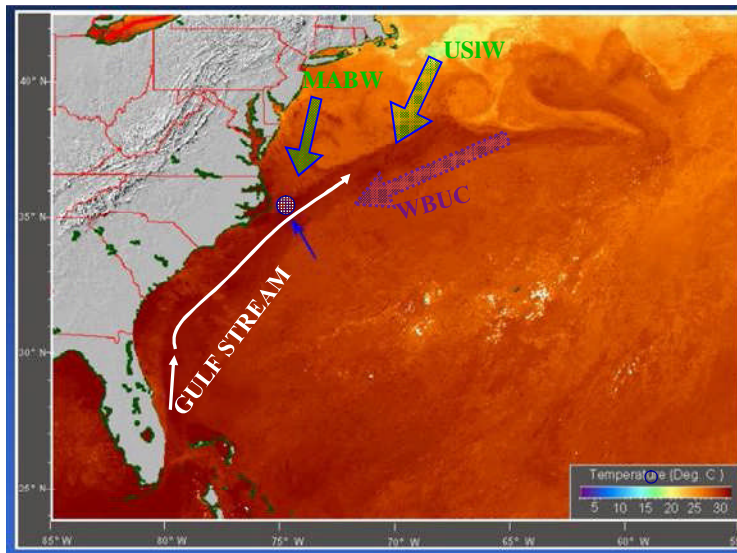 USlW
MABW
40° N
WBUC
35° N
GULF STREAM
30° N
25° N
Temperature (Deg. C )
5 10 15 20 25 30
85° W 80° W 75° W 70° W 65° W 60° W